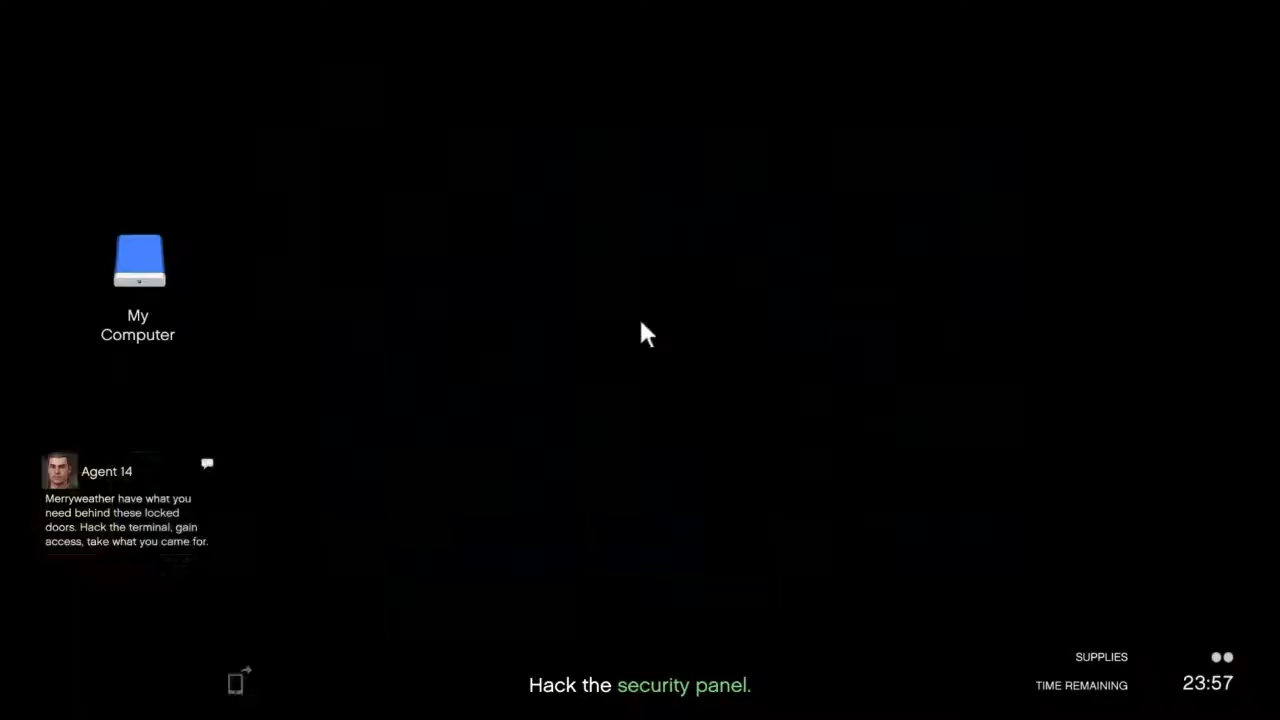 My
Computer
Agent 14
Merryweather have what you
need behind these locked
doors. Hack the terminal, gain
access, take what you came for.
Hack the security panel.
SUPPLIES
TIME REMAINING 23:57